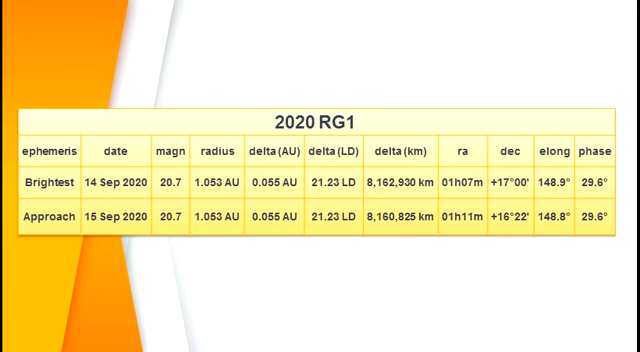 2020 RG1
ephemeris date magn radius delta (AU) delta (LD) delta (km) ra dec elong phase
Brightest 14 Sep 2020 20.7 1.053 AU 0.055 AU 21.23 LD 8,162,930 km 01h07m +17°00' 148.9° 29.6°
Approach 15 Sep 2020 20.7 1.053 AU 0.055 AU 21.23 LD 8,160,825 km 01h11m +16°22' 148.8° 29.6°